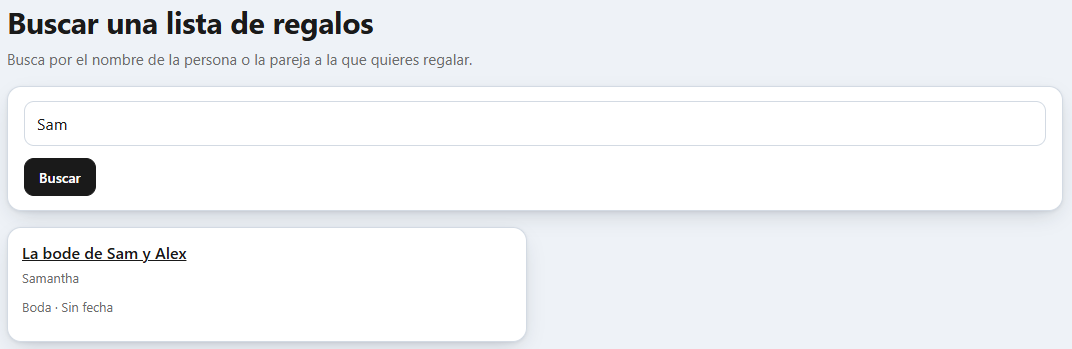 Buscar una lista de regalos
Busca por el nombre de la persona o la pareja a la que quieres regalar.
Sam
Buscar
La bode de Sam y Alex
Samantha
Boda · Sin fecha